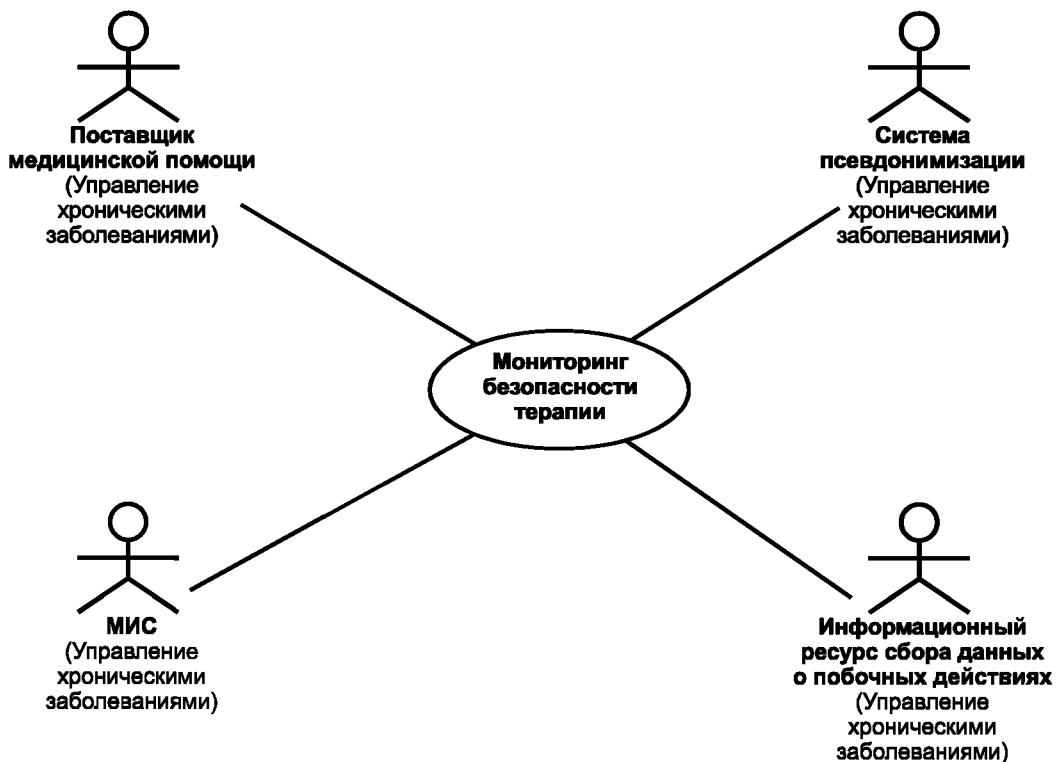 Поставщик
медицинской помощи
(Управление
хроническими
заболеваниями)
Система
псевдонимизации
(Управление
хроническими
заболеваниями)
Мониторинг
безопасности
терапии
МИС
(Управление
хроническими
заболеваниями)
Информационный
ресурс сбора данных
о побочных действиях
(Управление
хроническими
заболеваниями)